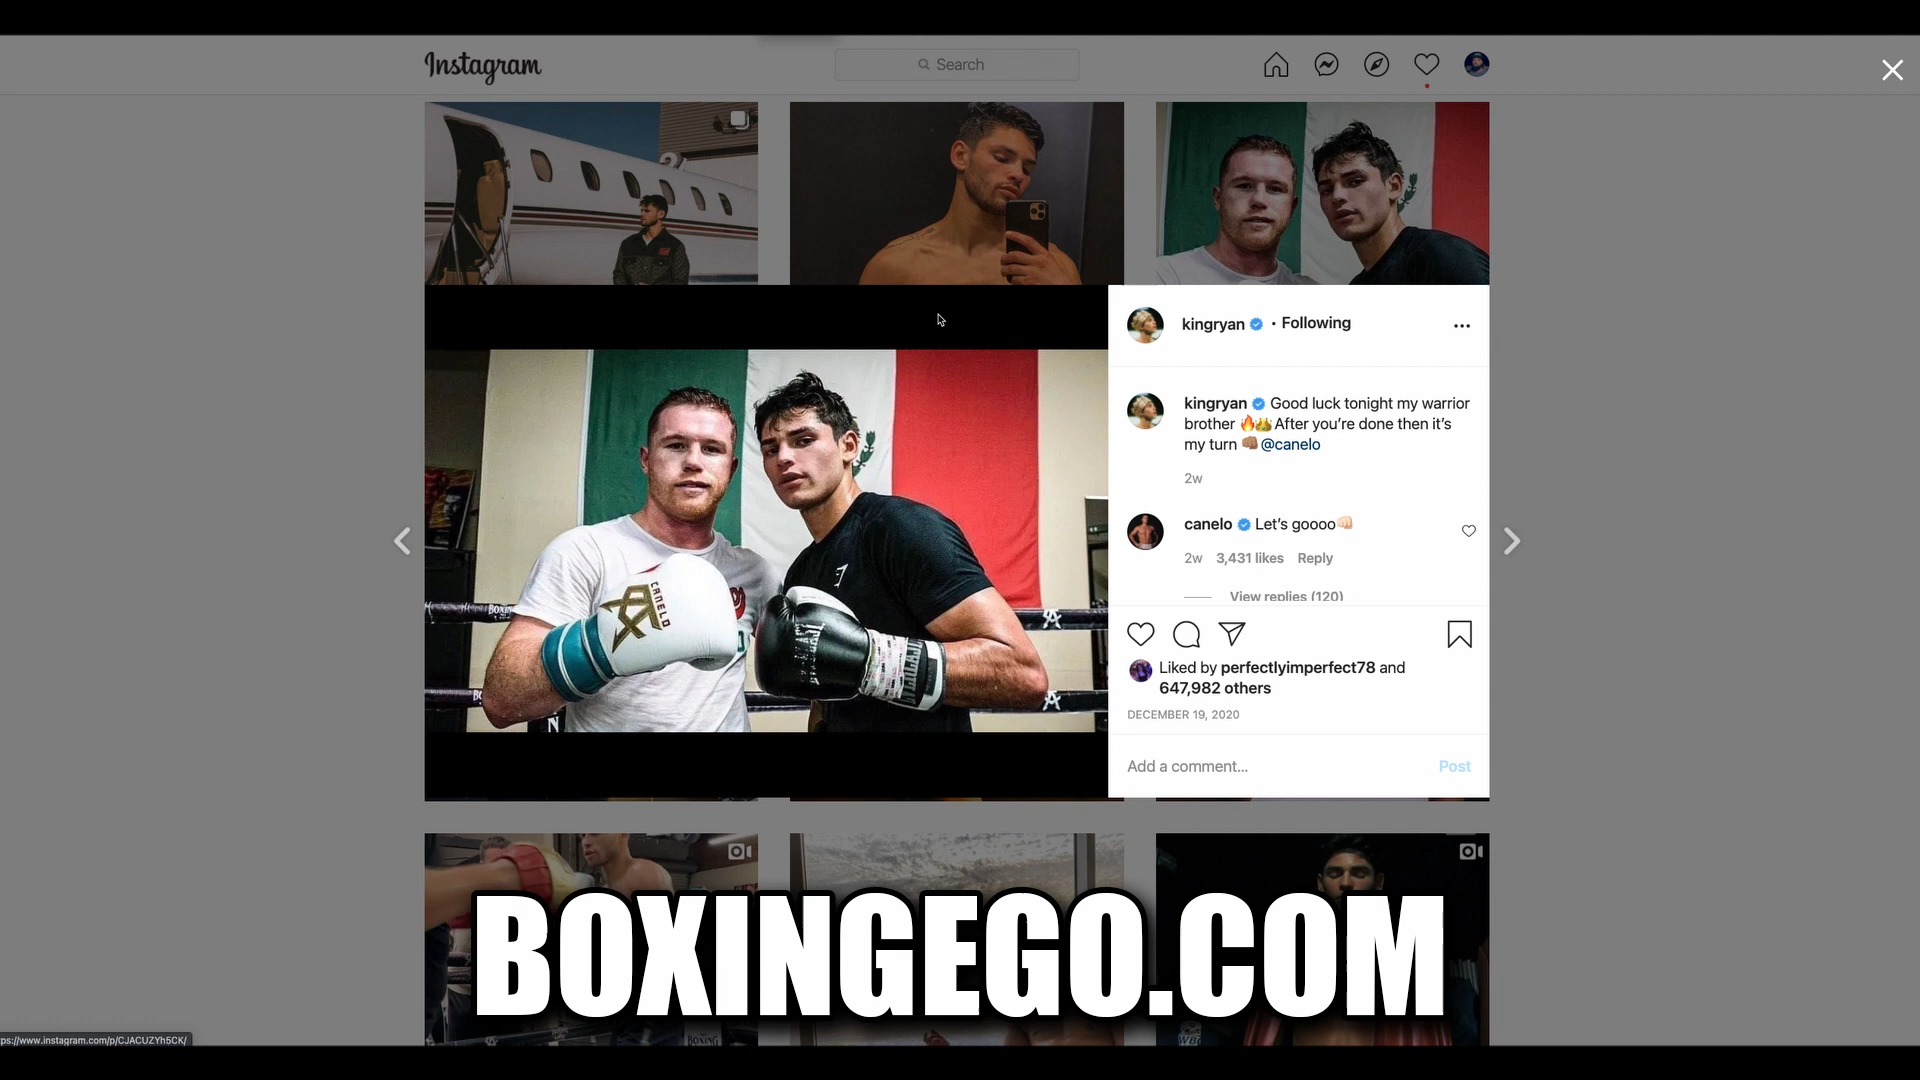 Instagram
Search
kingryan • Following
kingryan Good luck tonight my warrior
brother 🔥👑 After you're done then it's
my turn 👊🏽 @canelo
2w
canelo Let's goooo👊🏻
2w 3,431 likes Reply
View replies (120)
Liked by perfectlyimperfect78 and
647,982 others
DECEMBER 19, 2020
Add a comment... Post
CANELO
BOXING
BOXINGEGO.COM
ps://www.instagram.com/p/CJACUZYh5CK/